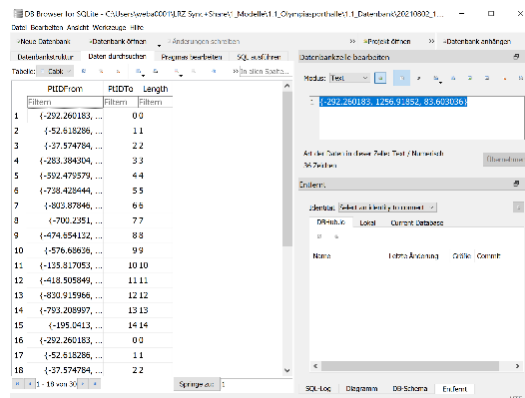 DB Browser for SQLite - C:\Users\weba0001\LRZ Sync+Share\1_Modelle\1.1_Olympiasporthalle\1.1_Datenbank\20210802_1...
Datei Bearbeiten Ansicht Werkzeuge Hilfe
Neue Datenbank Datenbank öffnen Änderungen schreiben Projekt öffnen Datenbank anhängen
Datenbankstruktur Daten durchsuchen Pragmas bearbeiten SQL ausführen
Tabelle: In allen Spalte...
PtIDFrom PtIDTo Length
Filtern Filtern Filtern
1 {-292.260183, ... 0 0
2 {-52.618286, ... 1 1
3 {-37.574784, ... 2 2
4 {-283.384304, ... 3 3
5 {-592.479579, ... 4 4
6 {-738.428444, ... 5 5
7 {-803.87846, ... 6 6
8 {-700.2351, ... 7 7
9 {-474.654132, ... 8 8
10 {-576.68636, ... 9 9
11 {-135.817053, ... 10 10
12 {-418.505849, ... 11 11
13 {-830.915966, ... 12 12
14 {-793.208997, ... 13 13
15 {-195.0413, ... 14 14
16 {-292.260183, ... 0 0
17 {-52.618286, ... 1 1
18 {-37.574784, ... 2 2
1 - 18 von 30 Springe zu: 1
Datenbankzelle bearbeiten
Modus: Text
1 {-292.260183, 1256.91852, 83.603036}
Art der Daten in dieser Zelle: Text / Numerisch
36 Zeichen
Übernehmen
Entfernt
Identität Select an identity to connect
DBHub.io Lokal Current Database
Name Letzte Änderung Größe Commit
SQL-Log Diagramm DB-Schema Entfernt